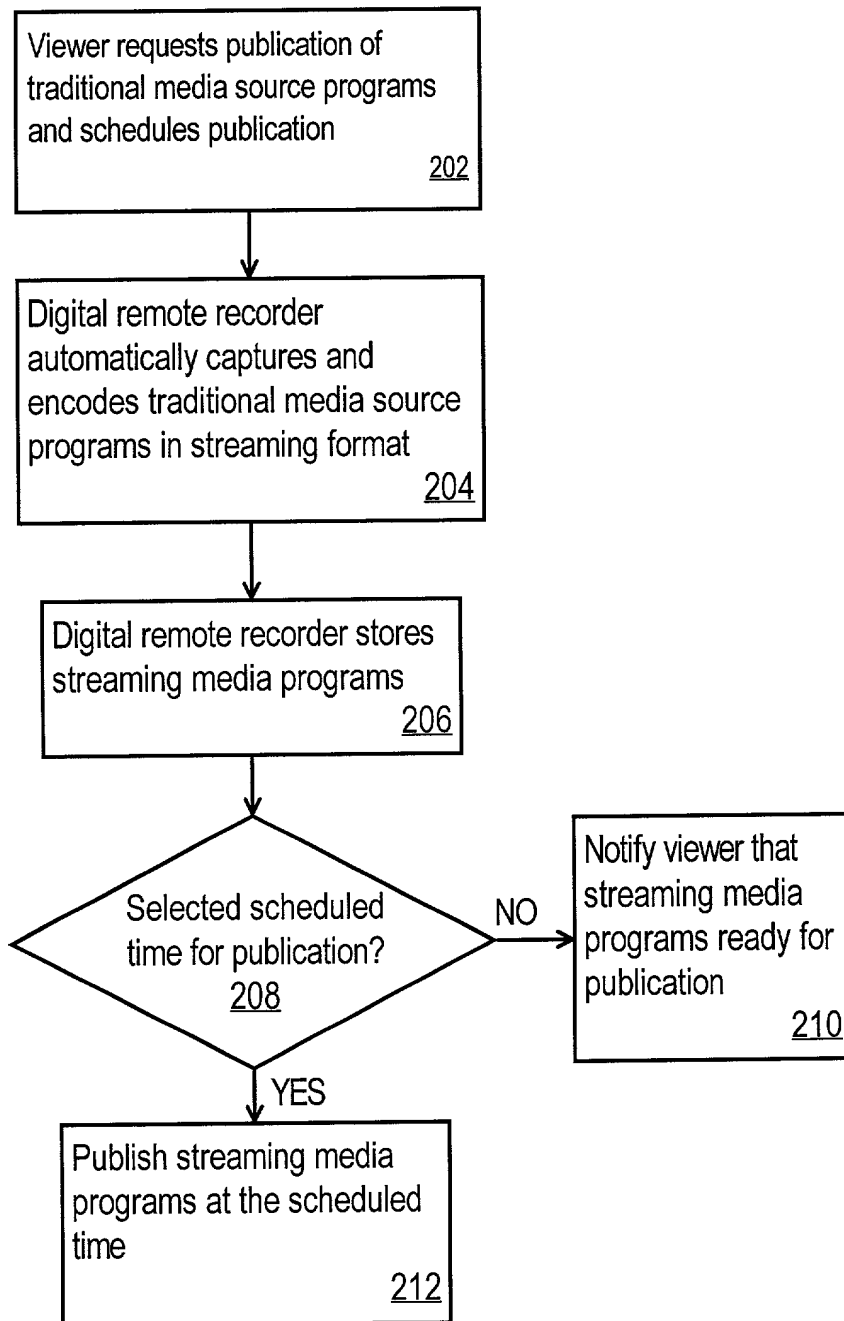 Viewer requests publication of
traditional media source programs
and schedules publication
202
Digital remote recorder
automatically captures and
encodes traditional media source
programs in streaming format
204
Digital remote recorder stores
streaming media programs
206
Selected scheduled
time for publication?
208
NO
Notify viewer that
streaming media
programs ready for
publication
210
YES
Publish streaming media
programs at the scheduled
time
212